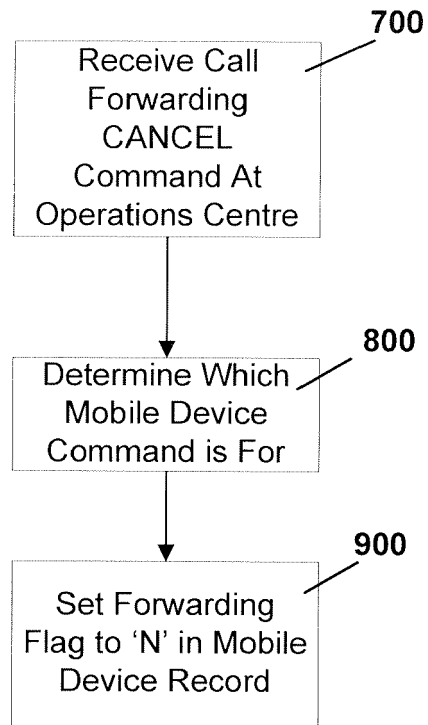 700
Receive Call
Forwarding
CANCEL
Command At
Operations Centre
800
Determine Which
Mobile Device
Command is For
900
Set Forwarding
Flag to ‘N’ in Mobile
Device Record